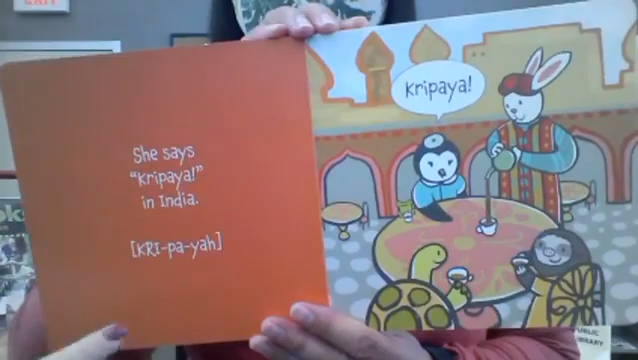 She says
“kripaya!”
in India.
[KRI-pa-yah]
kripaya!
PUBLIC
LIBRARY